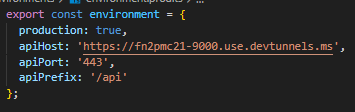 export const environment = {
production: true,
apiHost: 'https://fn2pmc21-9000.use.devtunnels.ms',
apiPort: '443',
apiPrefix: '/api'
};